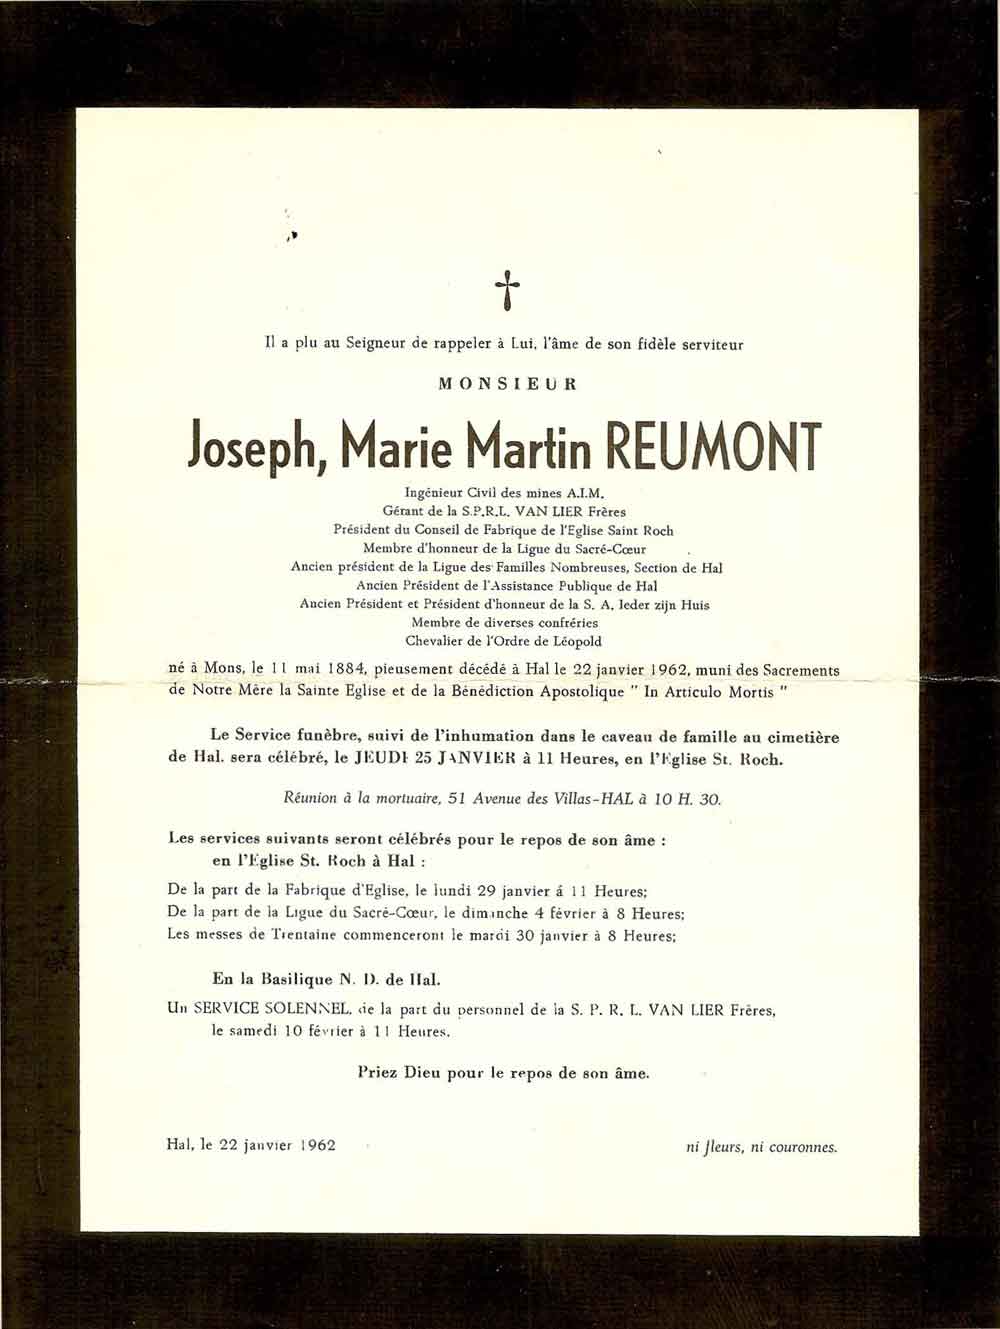 Il a plu au Seigneur de rappeler à Lui, l'âme de son fidèle serviteur
MONSIEUR
Joseph, Marie Martin REUMONT
Ingénieur Civil des mines A.I.M.
Gérant de la S.P.R.L. VAN LIER Frères
Président du Conseil de Fabrique de l'Eglise Saint Roch
Membre d'honneur de la Ligue du Sacré-Cœur
Ancien président de la Ligue des Familles Nombreuses, Section de Hal
Ancien Président de l'Assistance Publique de Hal
Ancien Président et Président d'honneur de la S. A. Ieder zijn Huis
Membre de diverses confréries
Chevalier de l'Ordre de Léopold
né à Mons, le 11 mai 1884, pieusement décédé à Hal le 22 janvier 1962, muni des Sacrements
de Notre Mère la Sainte Eglise et de la Bénédiction Apostolique " In Articulo Mortis "
Le Service funèbre, suivi de l'inhumation dans le caveau de famille au cimetière
de Hal. sera célébré, le JEUDI 25 JANVIER à 11 Heures, en l'Eglise St. Roch.
Réunion à la mortuaire, 51 Avenue des Villas-HAL à 10 H. 30.
Les services suivants seront célébrés pour le repos de son âme :
en l'Eglise St. Roch à Hal :
De la part de la Fabrique d'Eglise, le lundi 29 janvier á 11 Heures;
De la part de la Ligue du Sacré-Cœur, le dimanche 4 février à 8 Heures;
Les messes de Trentaine commenceront le mardi 30 janvier à 8 Heures;
En la Basilique N. D. de Hal.
Un SERVICE SOLENNEL. de la part du personnel de la S. P. R. L. VAN LIER Frères,
le samedi 10 février à 11 Heures.
Priez Dieu pour le repos de son âme.
Hal, le 22 janvier 1962
ni fleurs, ni couronnes.